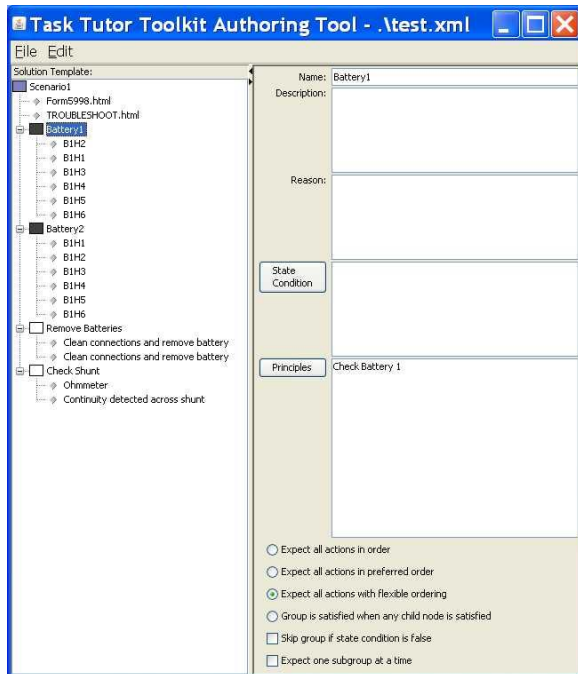 Task Tutor Toolkit Authoring Tool - .\test.xml
File Edit
Solution Template:
Scenario1
Form5998.html
TROUBLESHOOT.html
Battery1
B1H2
B1H1
B1H3
B1H4
B1H5
B1H6
Battery2
B1H1
B1H2
B1H3
B1H4
B1H5
B1H6
Remove Batteries
Clean connections and remove battery
Clean connections and remove battery
Check Shunt
Ohmmeter
Continuity detected across shunt
Name: Battery1
Description:
Reason:
State
Condition
Principles Check Battery 1
Expect all actions in order
Expect all actions in preferred order
Expect all actions with flexible ordering
Group is satisfied when any child node is satisfied
Skip group if state condition is false
Expect one subgroup at a time